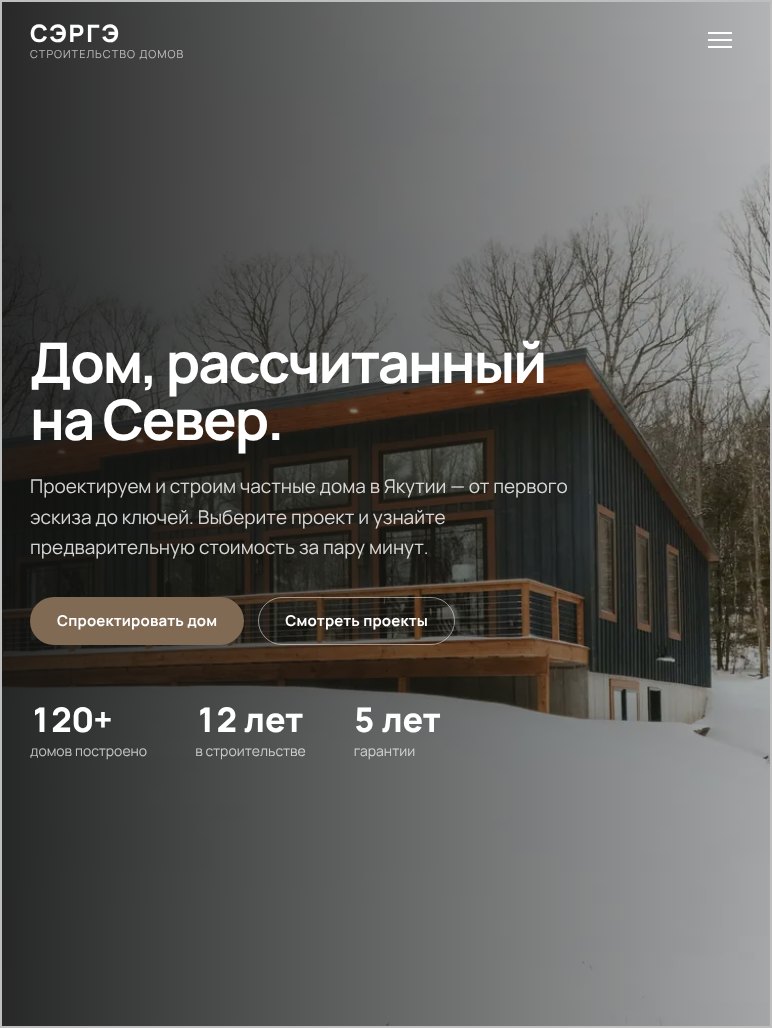 СЭРГЭ
СТРОИТЕЛЬСТВО ДОМОВ
Дом, рассчитанный
на Север.
Проектируем и строим частные дома в Якутии — от первого
эскиза до ключей. Выберите проект и узнайте
предварительную стоимость за пару минут.
Спроектировать дом
Смотреть проекты
120+
12 лет
5 лет
домов построено
в строительстве
гарантии